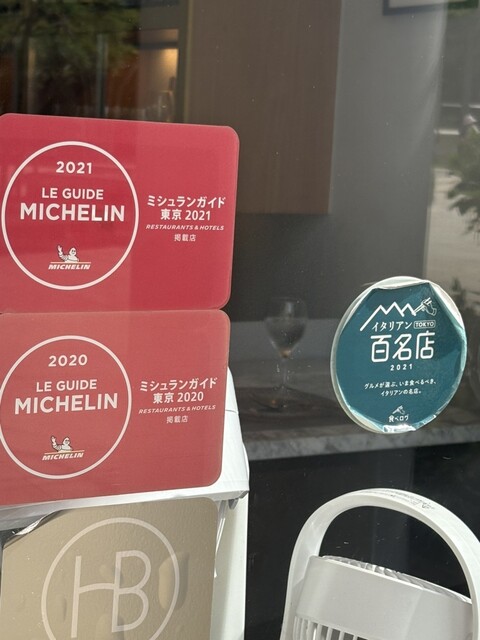 2021
LE GUIDE
MICHELIN
MICHELIN
ミシュランガイド
東京 2021
RESTAURANTS & HOTELS
掲載店
2020
LE GUIDE
MICHELIN
MICHELIN
ミシュランガイド
東京 2020
RESTAURANTS & HOTELS
掲載店
HB
イタリアン TOKYO
百名店
2021
グルメが選ぶ、いま食べるべき、
イタリアンの名店。
食べログ